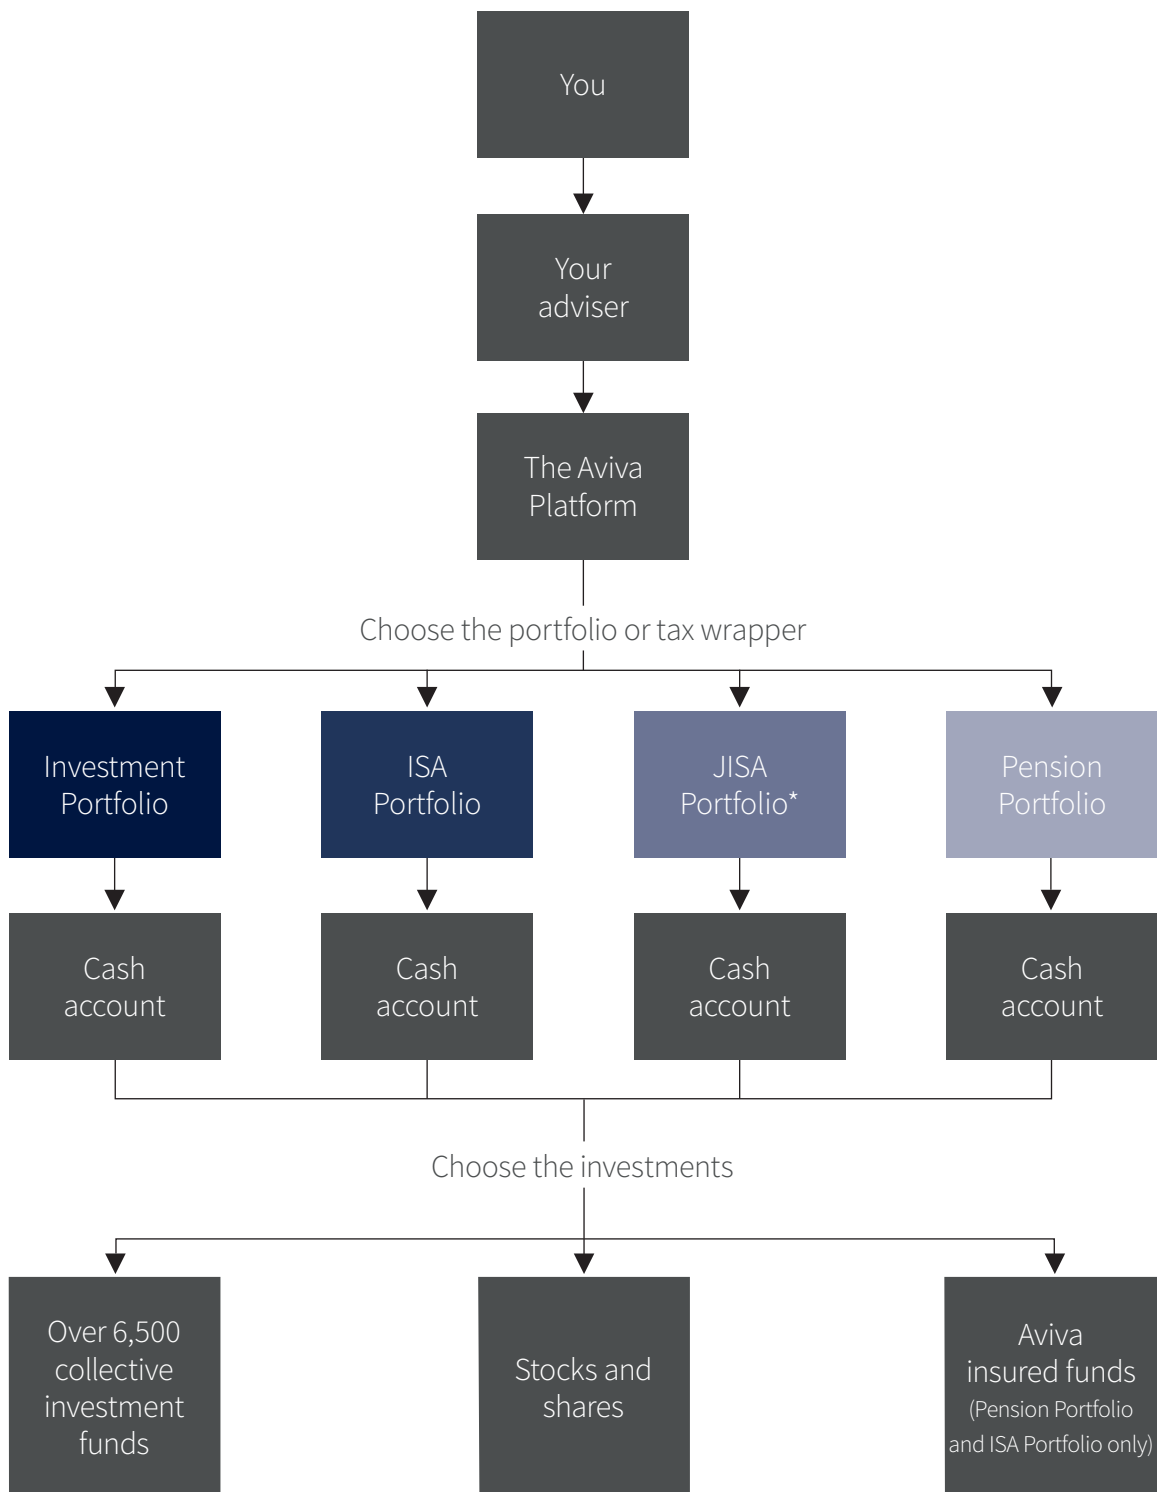 You
Your
adviser
The Aviva
Platform
Choose the portfolio or tax wrapper
Investment
Portfolio
ISA
Portfolio
JISA
Portfolio*
Pension
Portfolio
Cash
account
Cash
account
Cash
account
Cash
account
Choose the investments
Over 6,500
collective
investment
funds
Stocks and
shares
Aviva
insured funds
(Pension Portfolio
and ISA Portfolio only)